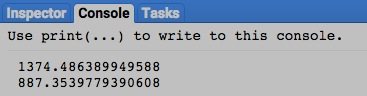 Inspector Console Tasks
Use print(...) to write to this console.
1374.486389949588
887.3539779390608